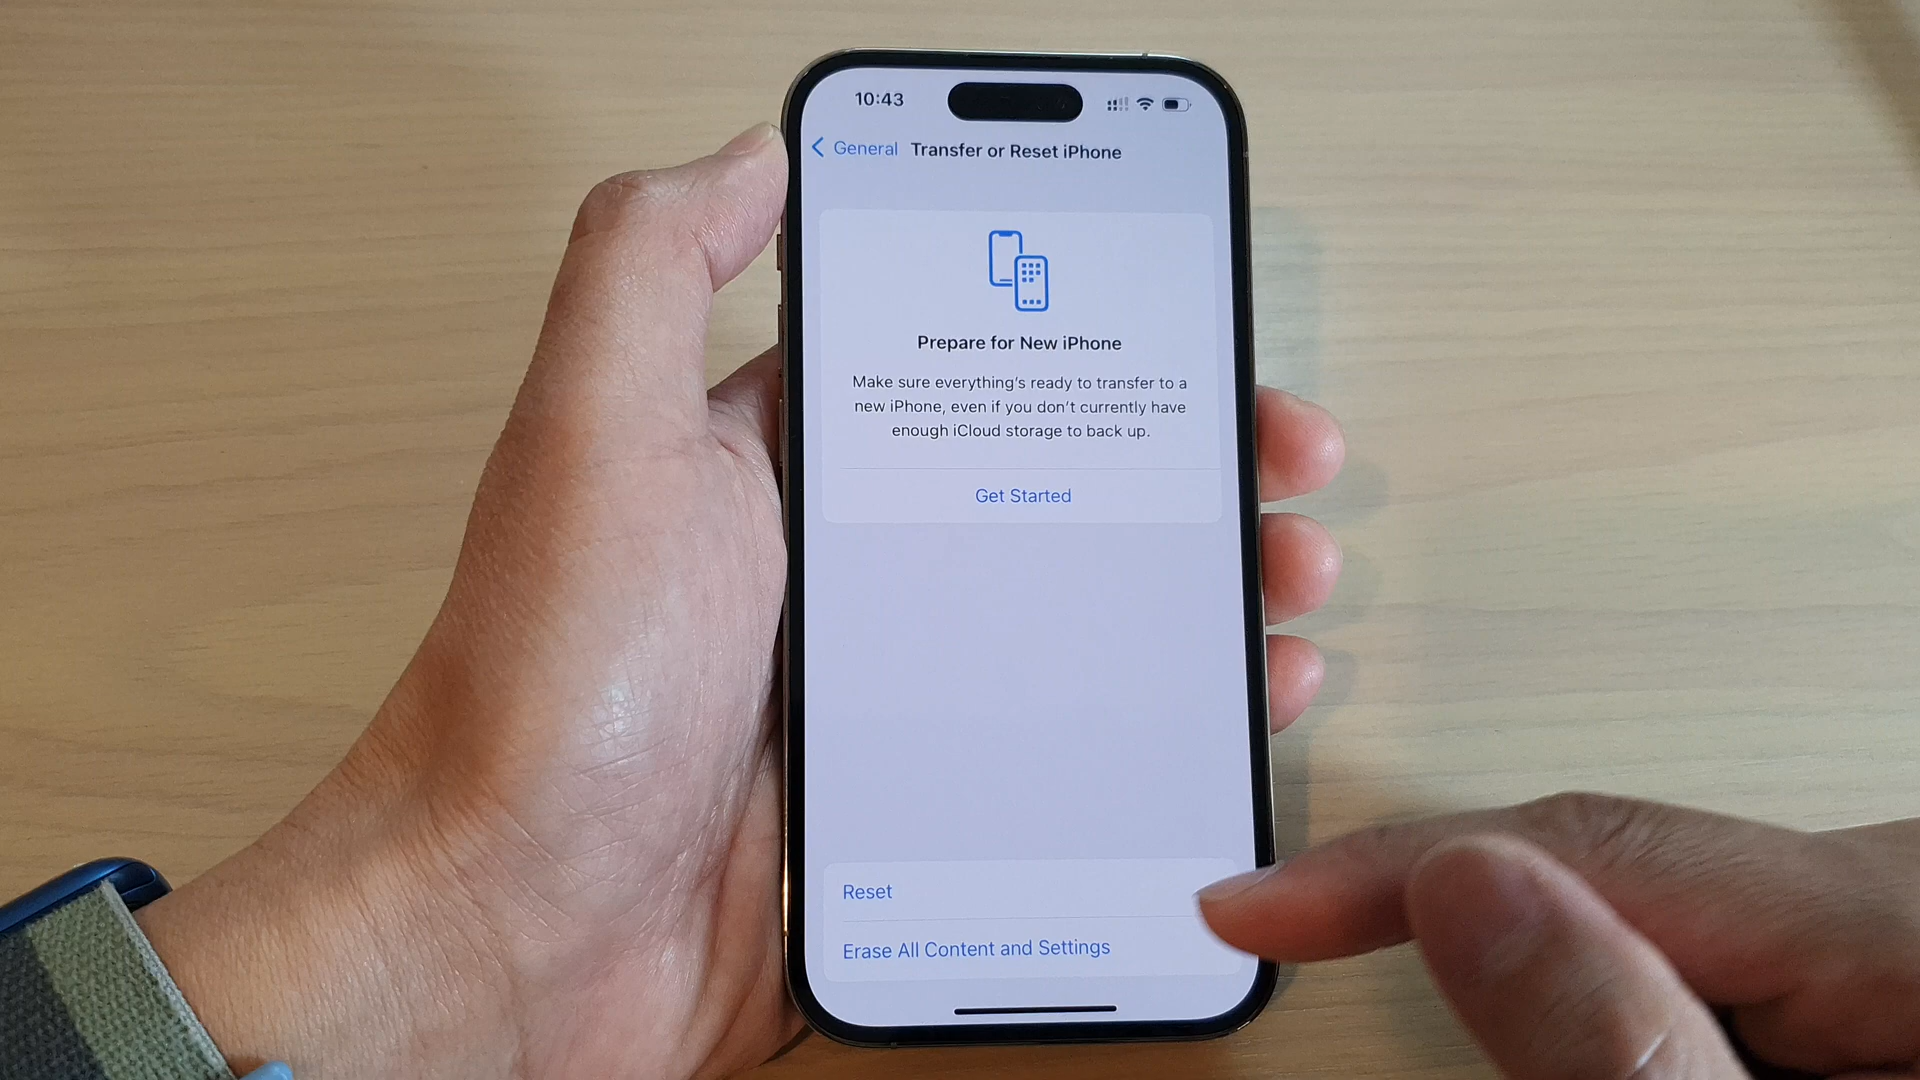 10:43
General Transfer or Reset iPhone
Prepare for New iPhone
Make sure everything's ready to transfer to a
new iPhone, even if you don't currently have
enough iCloud storage to back up.
Get Started
Reset
Erase All Content and Settings